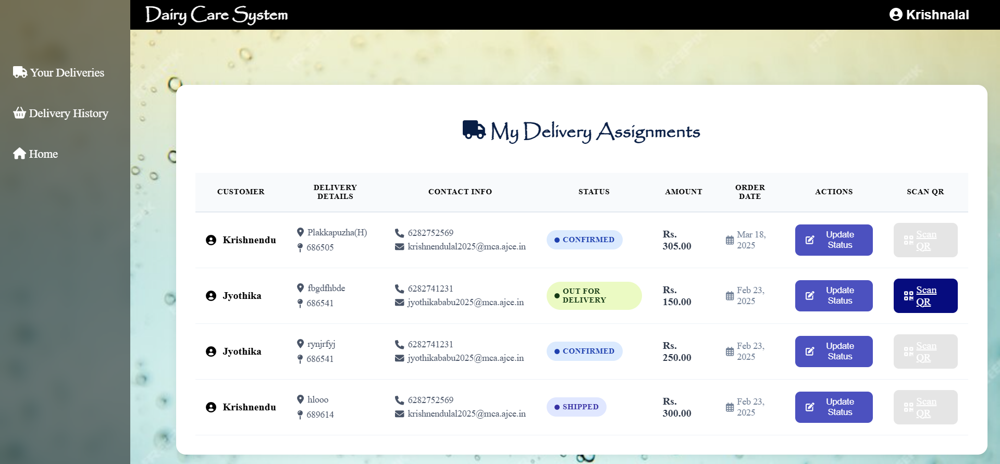 Dairy Care System
Krishnalal
Your Deliveries
Delivery History
Home
My Delivery Assignments
CUSTOMER
DELIVERY
DETAILS
CONTACT INFO
STATUS
AMOUNT
ORDER
DATE
ACTIONS
SCAN QR
Krishnendu
Plakkapuzha(H)
686505
6282752569
krishnendulal2025@mca.ajce.in
CONFIRMED
Rs.
305.00
Mar 18,
2025
Update
Status
Scan
QR
Jyothika
fbgdfhbde
686541
6282741231
jyothikababu2025@mca.ajce.in
OUT FOR
DELIVERY
Rs.
150.00
Feb 23,
2025
Update
Status
Scan
QR
Jyothika
rynjrfyj
686541
6282741231
jyothikababu2025@mca.ajce.in
CONFIRMED
Rs.
250.00
Feb 23,
2025
Update
Status
Scan
QR
Krishnendu
hlooo
689614
6282752569
krishnendulal2025@mca.ajce.in
SHIPPED
Rs.
300.00
Feb 23,
2025
Update
Status
Scan
QR